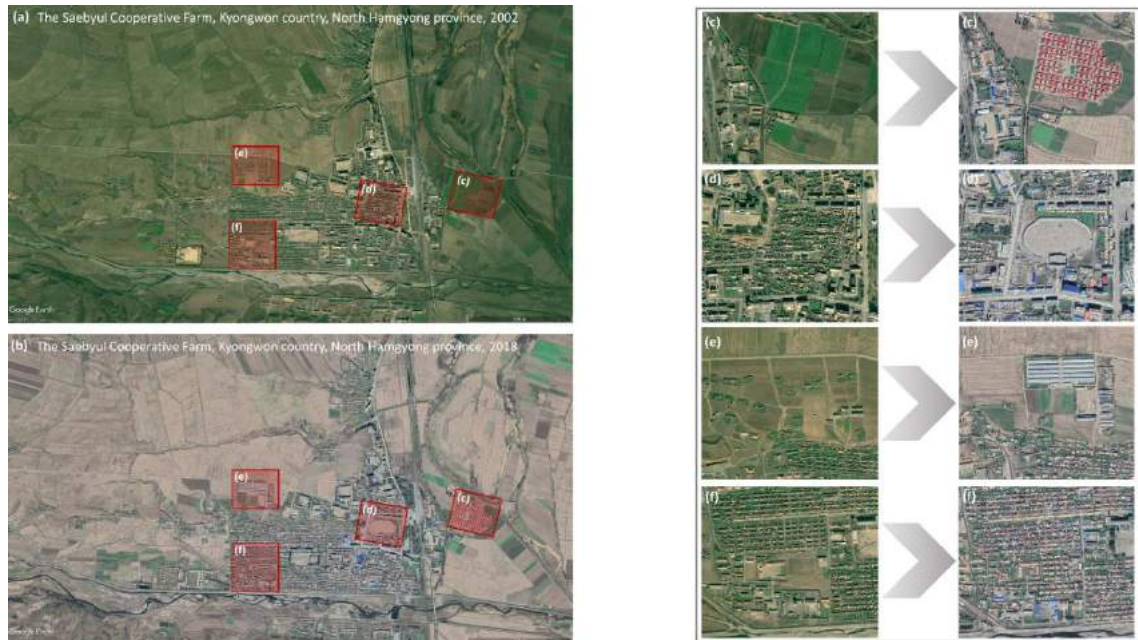 (a) The Saebyul Cooperative Farm, Kyongwon country, North Hamgyong province, 2002
(e)
(d)
(c)
(f)
Google Earth
(b) The Saebyul Cooperative Farm, Kyongwon country, North Hamgyong province, 2018
(e)
(d)
(c)
(f)
(c)
(c)
(d)
(d)
(e)
(e)
(f)
(f)